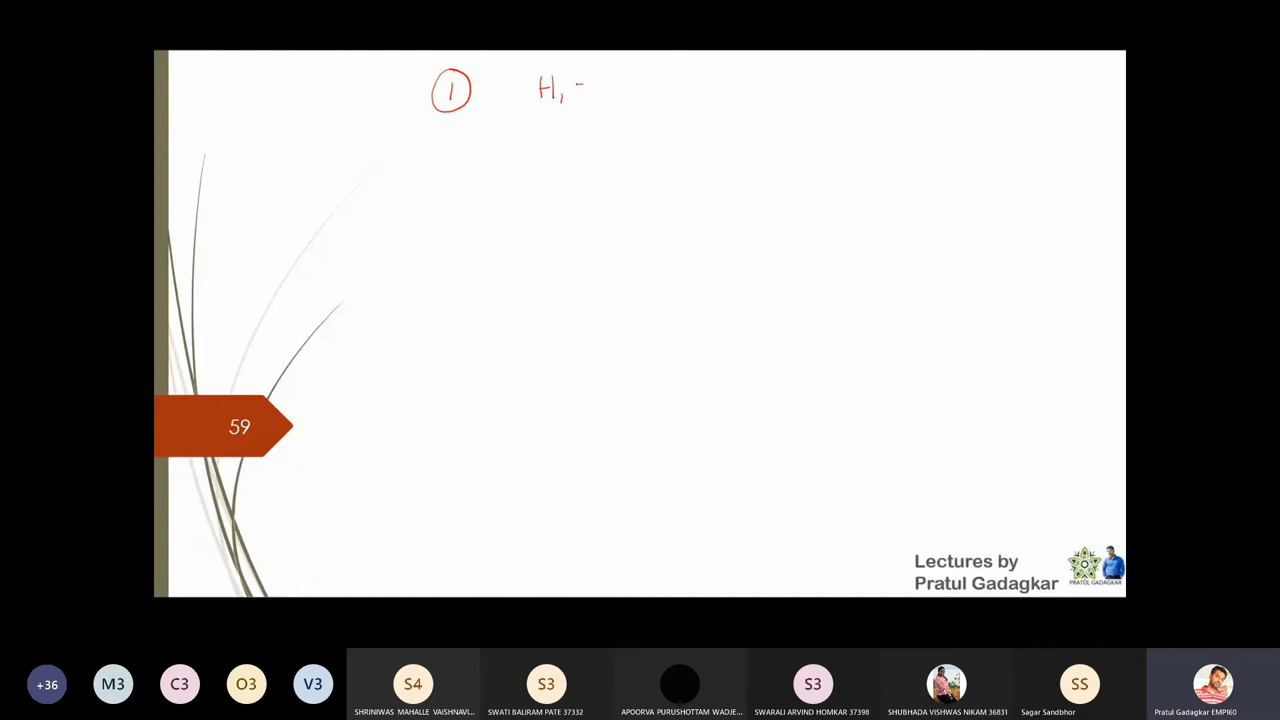 ① H₁ -
59
Lectures by
Pratul Gadagkar
PRATUL GADAGKAR
+36
M3
C3
O3
V3
S4
S3
S3
SS
SHRINIWAS MAHALLE VAISHNAVI...
SWATI BALIRAM PATE 37332
APOORVA PURUSHOTTAM WADJE...
SWARALI ARVIND HOMKAR 37398
SHUBHADA VISHWAS NIKAM 36831
Sagar Sandbhor
Pratul Gadagkar EMP160